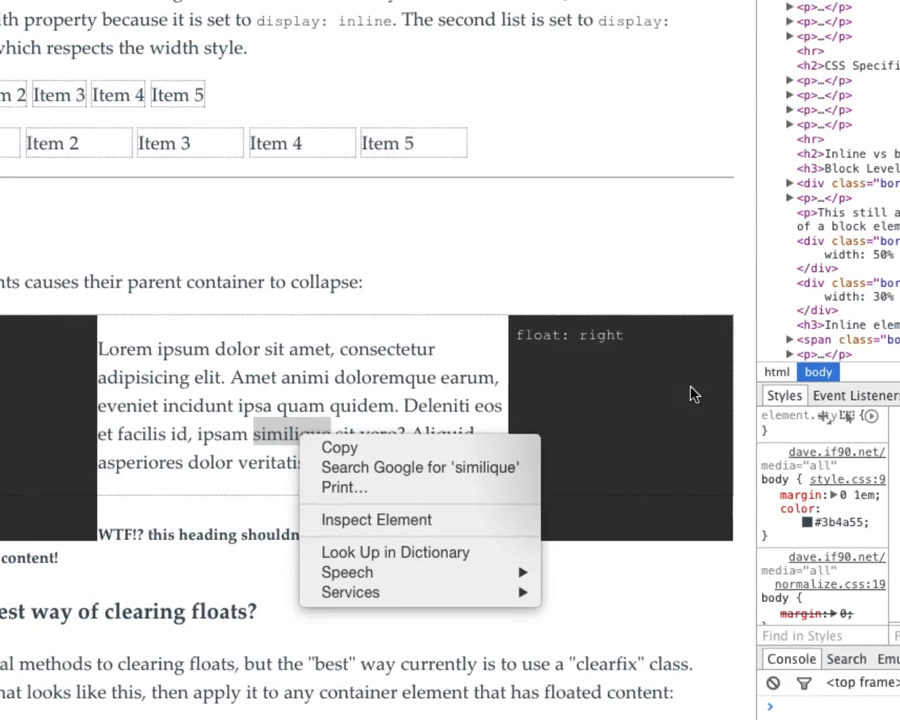 lth property because it is set to display: inline. The second list is set to display:
which respects the width style.
m 2 Item 3 Item 4 Item 5
Item 2 Item 3 Item 4 Item 5
nts causes their parent container to collapse:
Lorem ipsum dolor sit amet, consectetur
adipisicing elit. Amet animi doloremque earum,
eveniet incidunt ipsa quam quidem. Deleniti eos
et facilis id, ipsam similique sit vero? Aliquid
asperiores dolor veritatis
float: right
WTF!? this heading shouldn
content!
Copy
Search Google for 'similique'
Print...
Inspect Element
Look Up in Dictionary
Speech
Services
est way of clearing floats?
al methods to clearing floats, but the "best" way currently is to use a "clearfix" class.
hat looks like this, then apply it to any container element that has floated content:
<p>…</p>
<p>…</p>
<p>…</p>
<hr>
<h2>CSS Specifi
<p>…</p>
<p>…</p>
<p>…</p>
<p>…</p>
<hr>
<h2>Inline vs b
<h3>Block Level
<div class="bor
<p>…</p>
<p>This still a
of a block elem
<div class="bor
width: 50%
</div>
<div class="bor
width: 30%
</div>
<h3>Inline elem
<span class="bo
<p>…</p>
html body
Styles Event Listeners
}
dave.if90.net/
media="all"
body { style.css:9
margin: 0 1em;
color:
#3b4a55;
}
dave.if90.net/
media="all"
normalize.css:19
body {
margin: 0;
Find in Styles F
Console Search Emu
<top frame>
>